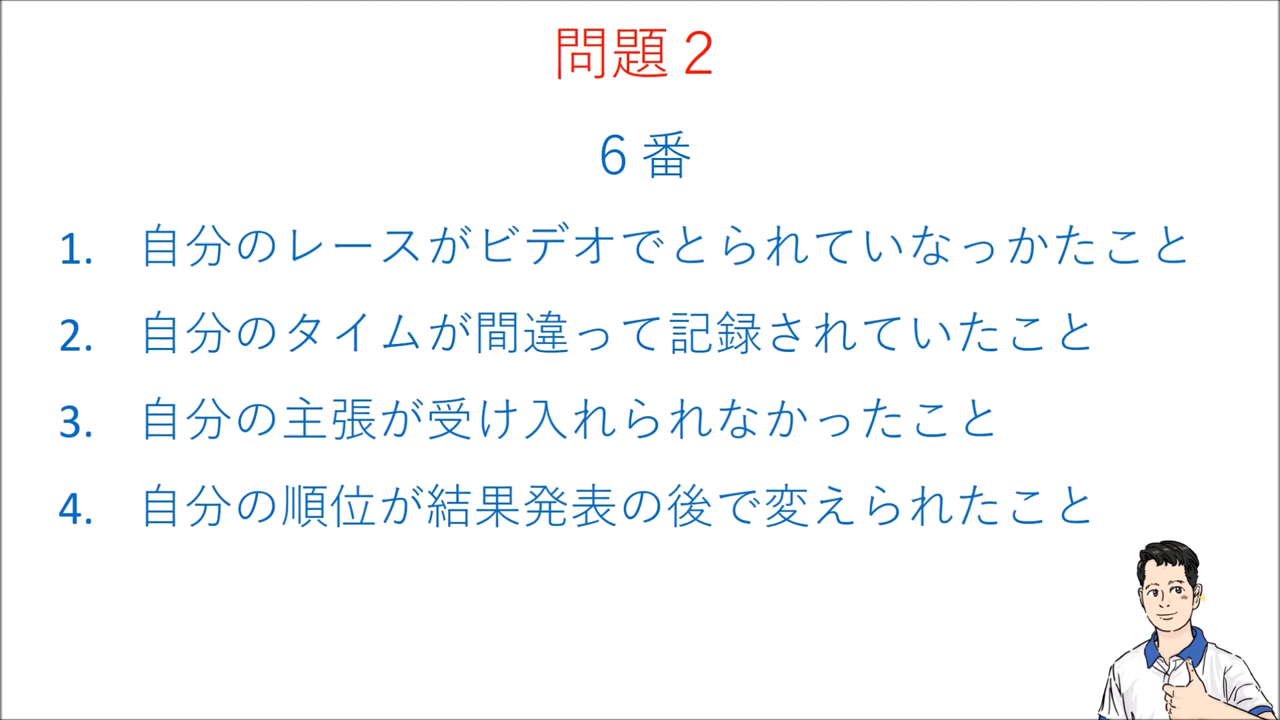 問題２
6 番
1. 自分のレースがビデオでとられていなっかたこと
2. 自分のタイムが間違って記録されていたこと
3. 自分の主張が受け入れられなかったこと
4. 自分の順位が結果発表の後で変えられたこと